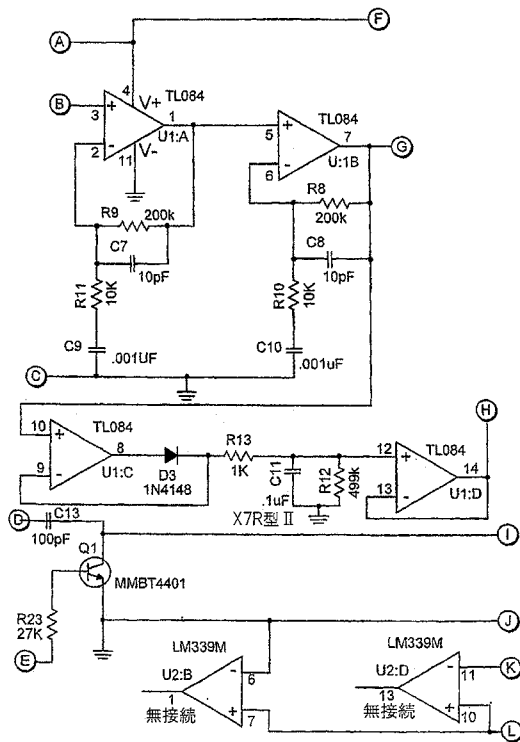 A
F
B
3
2
4
V+
11
V-
TL084
1
U1:A
R9
200k
C7
10pF
R11
10K
C9
.001UF
C
5
6
TL084
7
U:1B
G
R8
200k
C8
10pF
R10
10K
C10
.001uF
10
9
TL084
8
U1:C
D3
1N4148
R13
1K
C11
.1uF
X7R型 II
R12
499k
12
13
TL084
14
U1:D
H
D
C13
100pF
I
Q1
MMBT4401
R23
27K
E
J
LM339M
U2:B
1
無接続
6
7
LM339M
U2:D
13
無接続
11
10
K
L